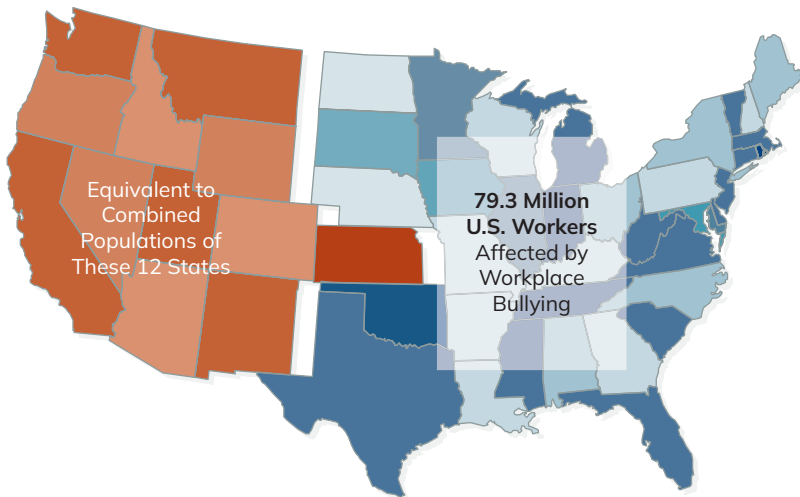 Equivalent to
Combined
Populations of
These 12 States
79.3 Million
U.S. Workers
Affected by
Workplace
Bullying